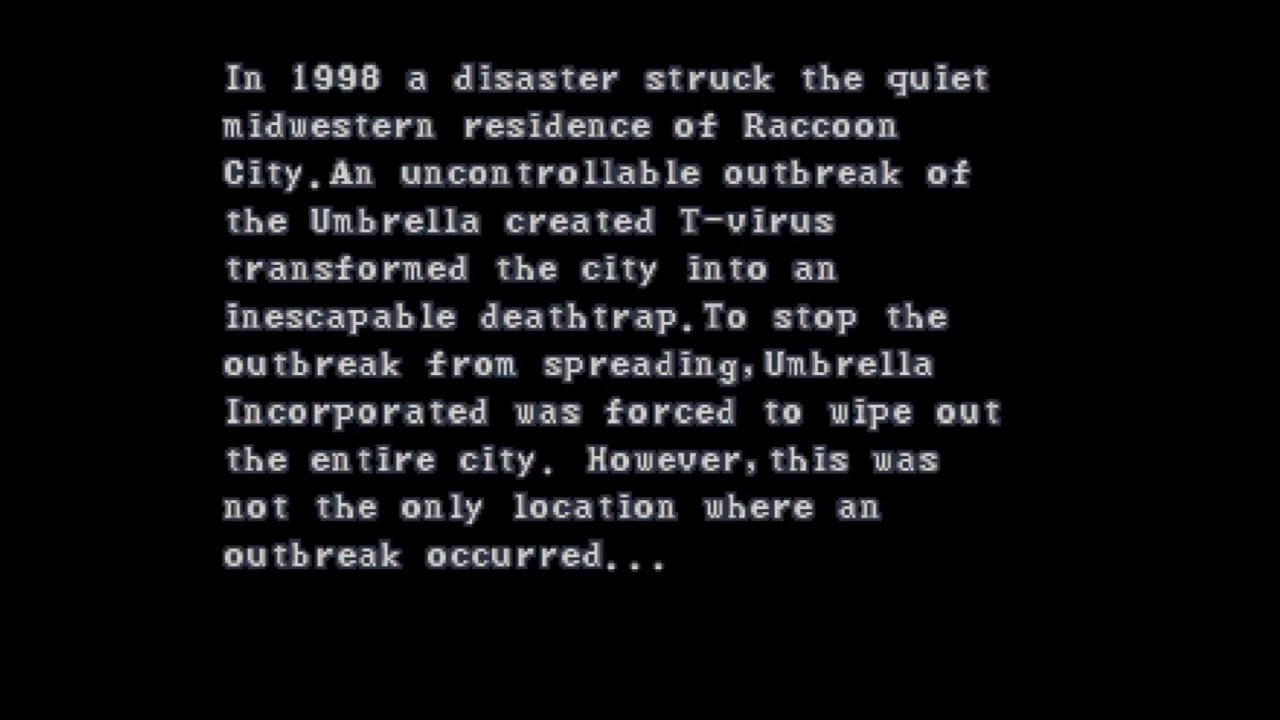 In 1998 a disaster struck the quiet
midwestern residence of Raccoon
City.An uncontrollable outbreak of
the Umbrella created T-virus
transformed the city into an
inescapable deathtrap.To stop the
outbreak from spreading,Umbrella
Incorporated was forced to wipe out
the entire city. However,this was
not the only location where an
outbreak occurred...